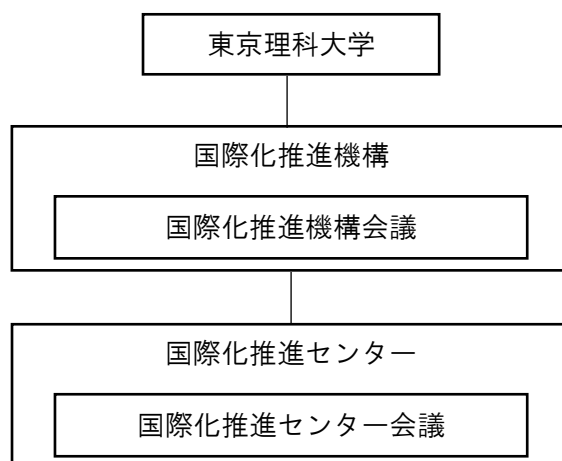 東京理科大学
国際化推進機構
国際化推進機構会議
国際化推進センター
国際化推進センター会議